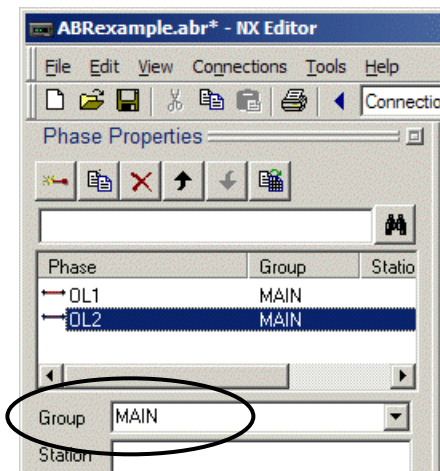 ABRexample.abr* - NX Editor
File Edit View Connections Tools Help
Connectio
Phase Properties
Phase Group Statio
OL1 MAIN
OL2 MAIN
Group MAIN
Station